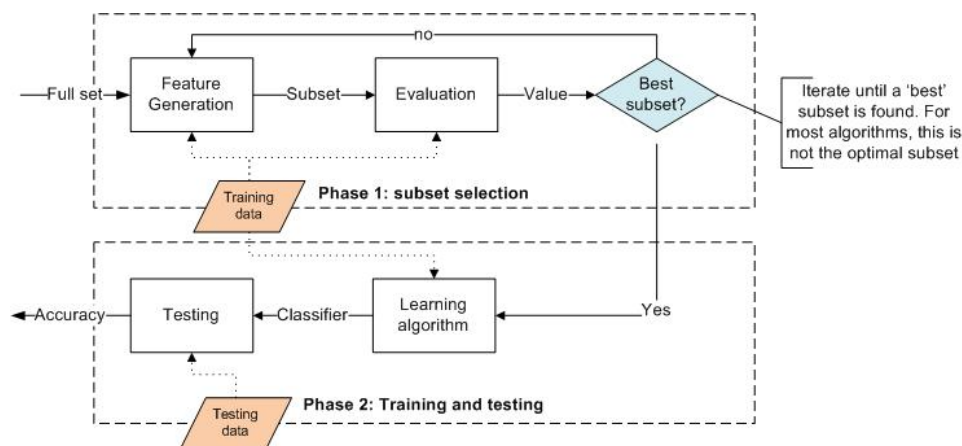 no
Full set
Feature
Generation
Subset
Evaluation
Value
Best
subset?
Iterate until a ‘best’
subset is found. For
most algorithms, this is
not the optimal subset
Training
data
Phase 1: subset selection
Accuracy
Testing
Classifier
Learning
algorithm
Yes
Testing
data
Phase 2: Training and testing